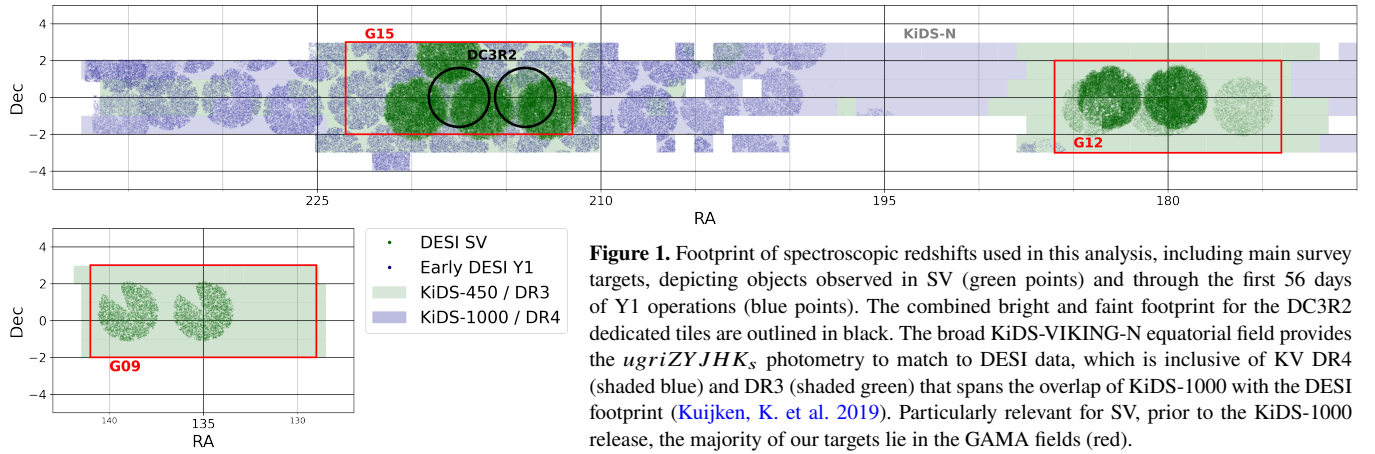 4
2
0
−2
−4
Dec
G15
DC3R2
KiDS-N
G12
225
210
195
180
RA
4
2
0
−2
−4
Dec
G09
140
135
130
RA
DESI SV
Early DESI Y1
KiDS-450 / DR3
KiDS-1000 / DR4
Figure 1. Footprint of spectroscopic redshifts used in this analysis, including main survey
targets, depicting objects observed in SV (green points) and through the first 56 days
of Y1 operations (blue points). The combined bright and faint footprint for the DC3R2
dedicated tiles are outlined in black. The broad KiDS-VIKING-N equatorial field provides
the ugriZYJHKₛ photometry to match to DESI data, which is inclusive of KV DR4
(shaded blue) and DR3 (shaded green) that spans the overlap of KiDS-1000 with the DESI
footprint (Kuijken, K. et al. 2019). Particularly relevant for SV, prior to the KiDS-1000
release, the majority of our targets lie in the GAMA fields (red).